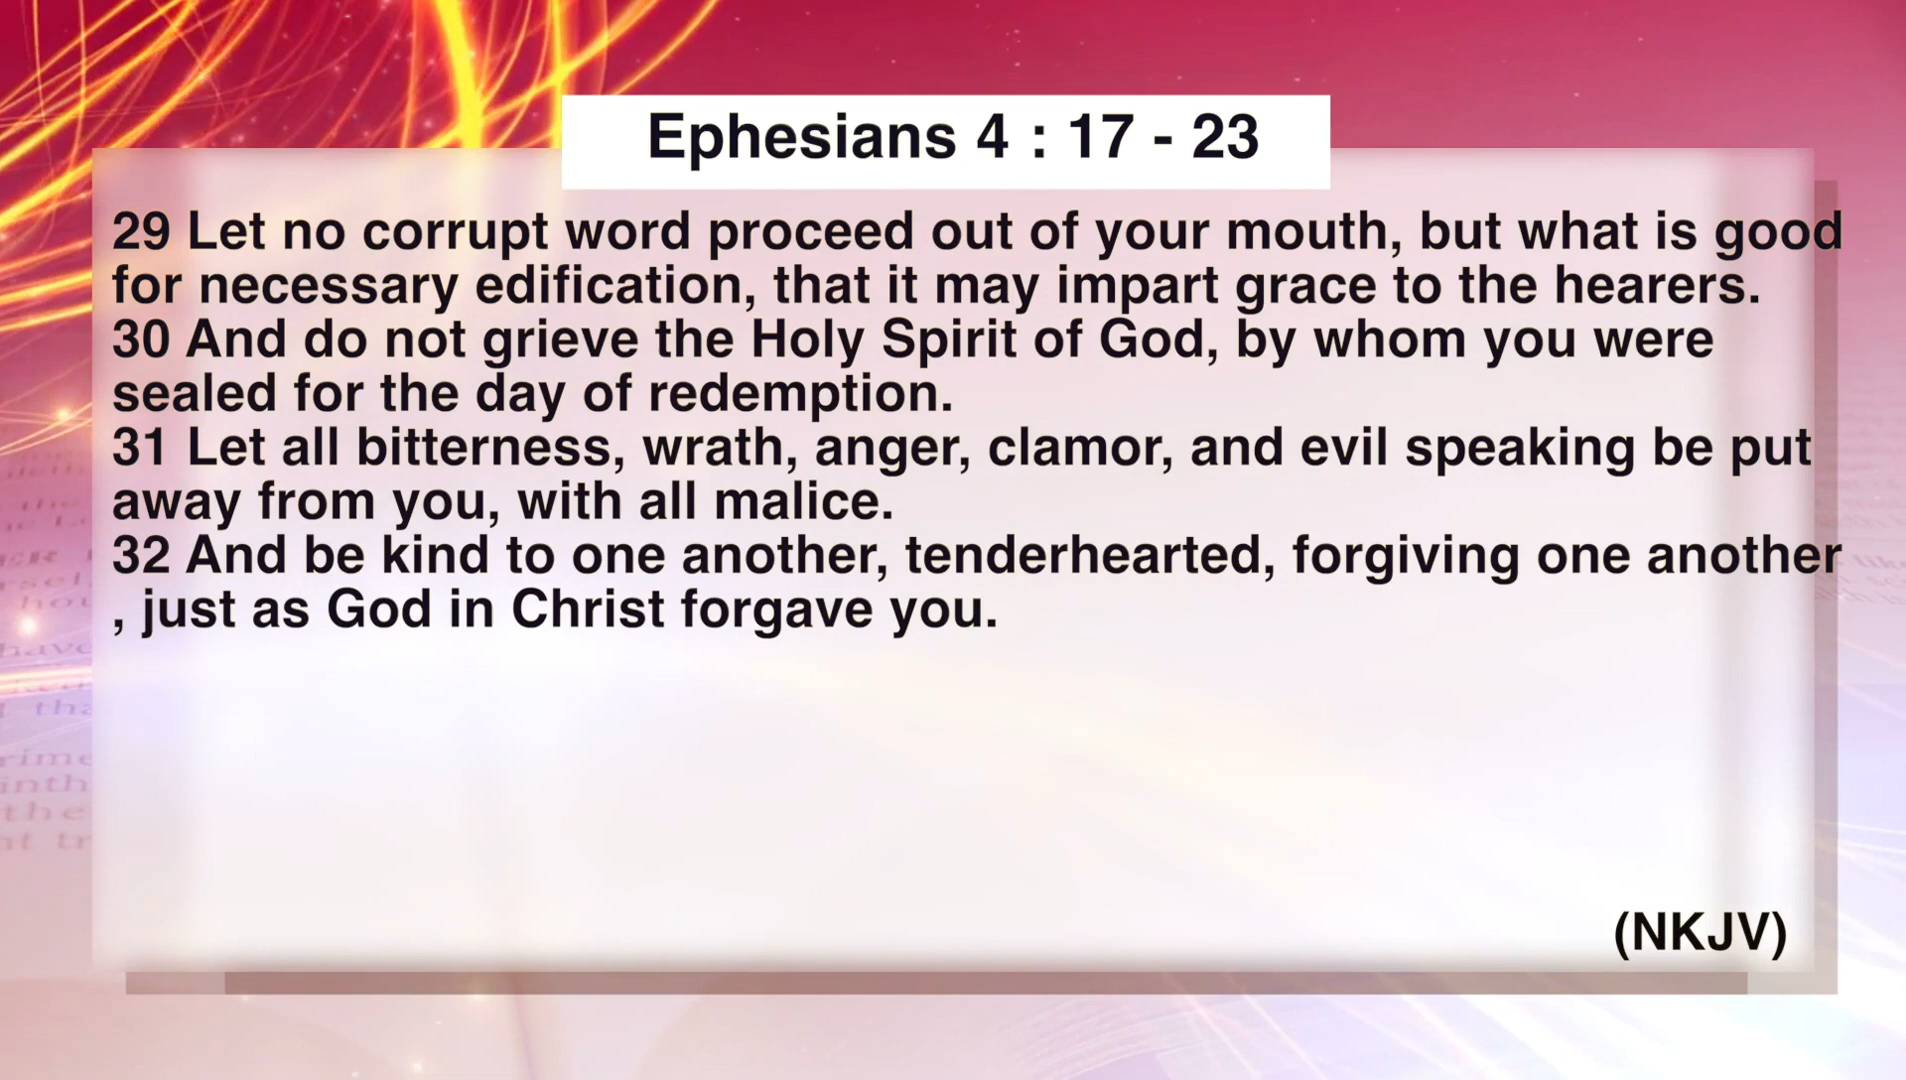 Ephesians 4 : 17 - 23
29 Let no corrupt word proceed out of your mouth, but what is good
for necessary edification, that it may impart grace to the hearers.
30 And do not grieve the Holy Spirit of God, by whom you were
sealed for the day of redemption.
31 Let all bitterness, wrath, anger, clamor, and evil speaking be put
away from you, with all malice.
32 And be kind to one another, tenderhearted, forgiving one another
, just as God in Christ forgave you.
(NKJV)